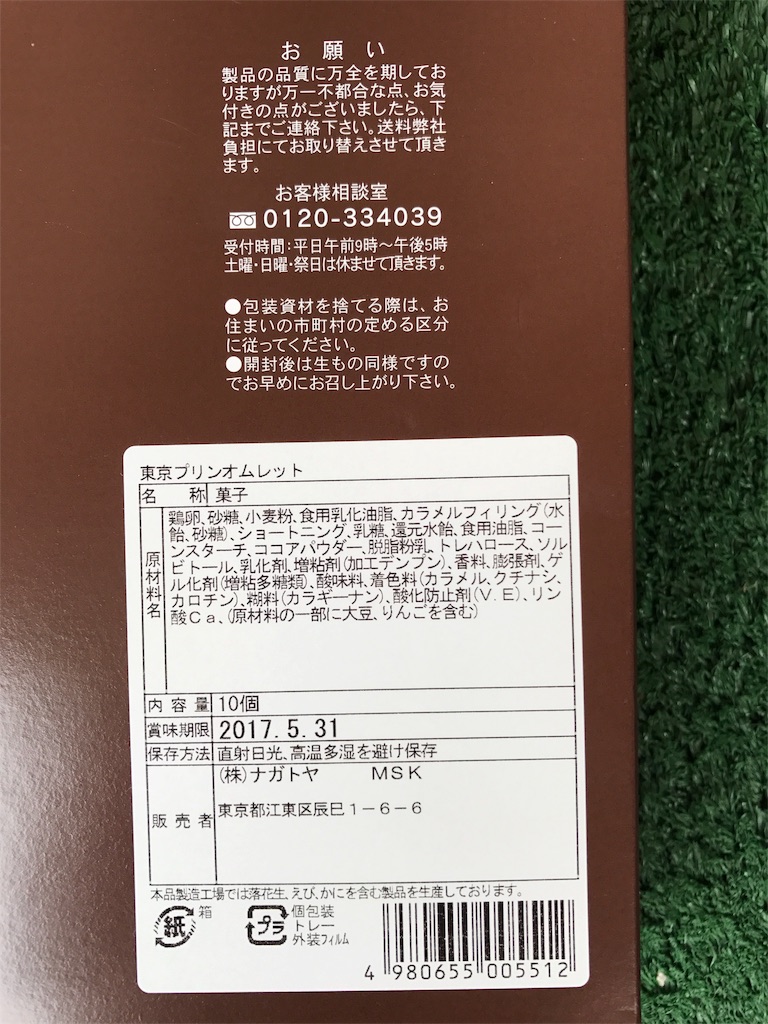 お願い
製品の品質に万全を期してお
りますが万一不都合な点、お気
付きの点がございましたら、下
記までご連絡下さい。送料弊社
負担にてお取り替えさせて頂き
ます。
お客様相談室
0120-334039
受付時間:平日午前9時〜午後5時
土曜・日曜・祭日は休ませて頂きます。
●包装資材を捨てる際は、お
住まいの市町村の定める区分
に従ってください。
●開封後は生もの同様ですの
でお早めにお召し上がり下さい。
東京プリンオムレット
名称 菓子
原材料名
鶏卵、砂糖、小麦粉、食用乳化油脂、カラメルフィリング(水
飴、砂糖)、ショートニング、乳糖、還元水飴、食用油脂、コー
ンスターチ、ココアパウダー、脱脂粉乳、トレハロース、ソル
ビトール、乳化剤、増粘剤(加工デンプン)、香料、膨張剤、ゲ
ル化剤(増粘多糖類)、酸味料、着色料(カラメル、クチナシ、
カロチン)、糊料(カラギーナン)、酸化防止剤(V.E)、リン
酸Ca、(原材料の一部に大豆、りんごを含む)
内容量 10個
賞味期限 2017.5.31
保存方法 直射日光、高温多湿を避け保存
販売者 (株)ナガトヤ MSK
東京都江東区辰巳1-6-6
本品製造工場では落花生、えび、かにを含む製品を生産しております。
紙 箱
プラ 個包装
トレー
外装フィルム
4 980655 005512